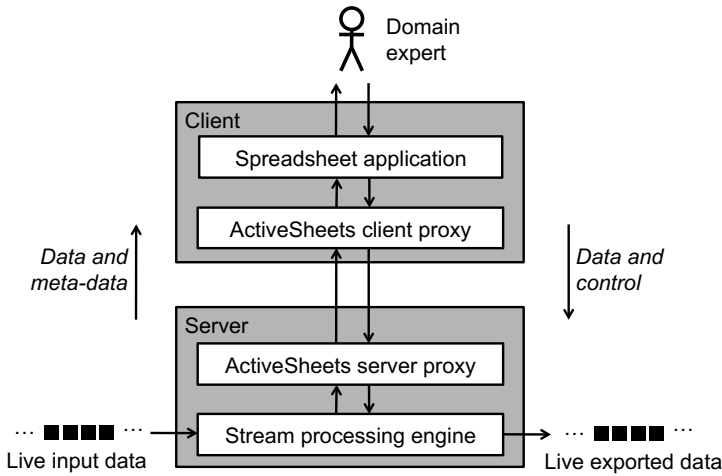 Domain
expert
Client
Spreadsheet application
ActiveSheets client proxy
Data and
meta-data
Data and
control
Server
ActiveSheets server proxy
... ...
Stream processing engine
... ...
Live input data
Live exported data